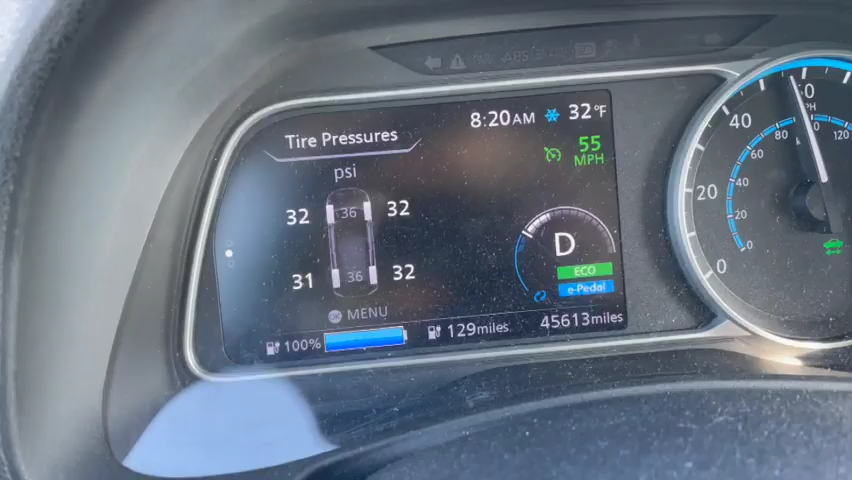 ABS
8:20AM 32°F
Tire Pressures
55
MPH
psi
32 36 32
31 36 32
D
ECO
e-Pedal
OK MENU
100% 129miles 45613miles
0
20
40
0
20
40
60
80
120